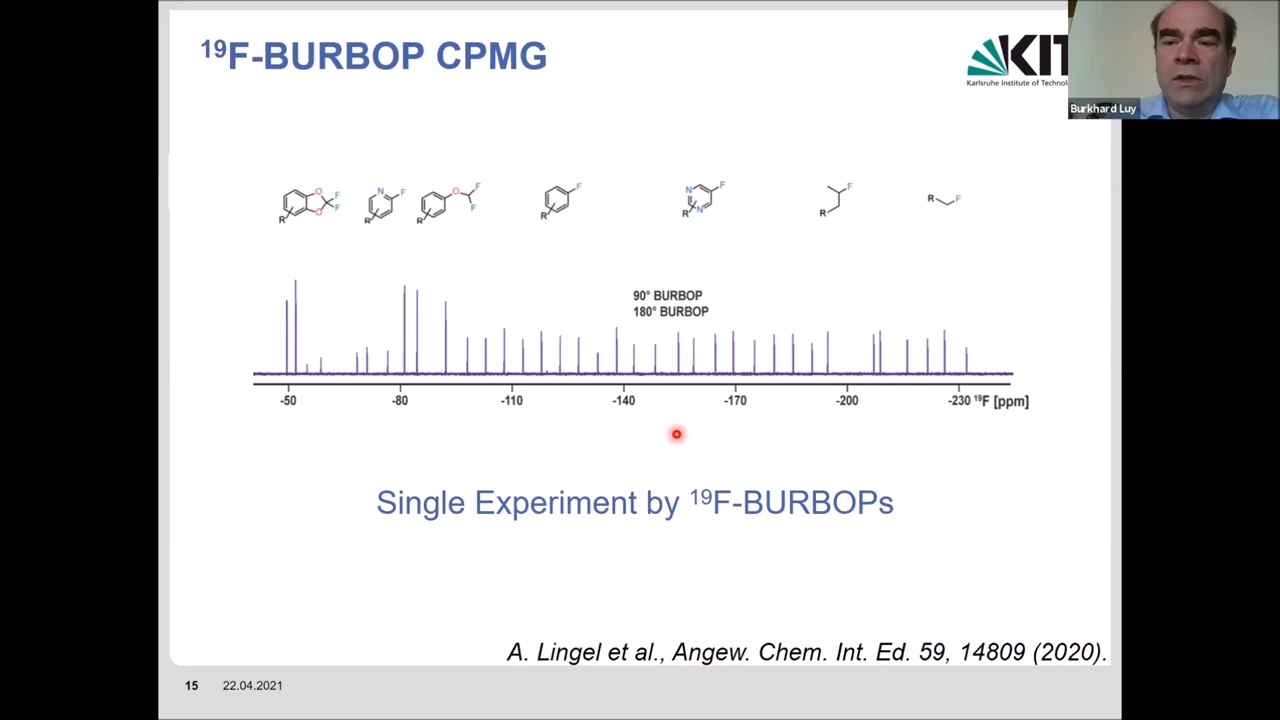 ¹⁹F-BURBOP CPMG
KIT
Karlsruhe Institute of Technolo
Burkhard Luy
R O O F F
R N F
R O F F
R F
R N N F
R F
R F
90° BURBOP
180° BURBOP
-50 -80 -110 -140 -170 -200 -230 ¹⁹F [ppm]
Single Experiment by ¹⁹F-BURBOPs
A. Lingel et al., Angew. Chem. Int. Ed. 59, 14809 (2020).
15 22.04.2021